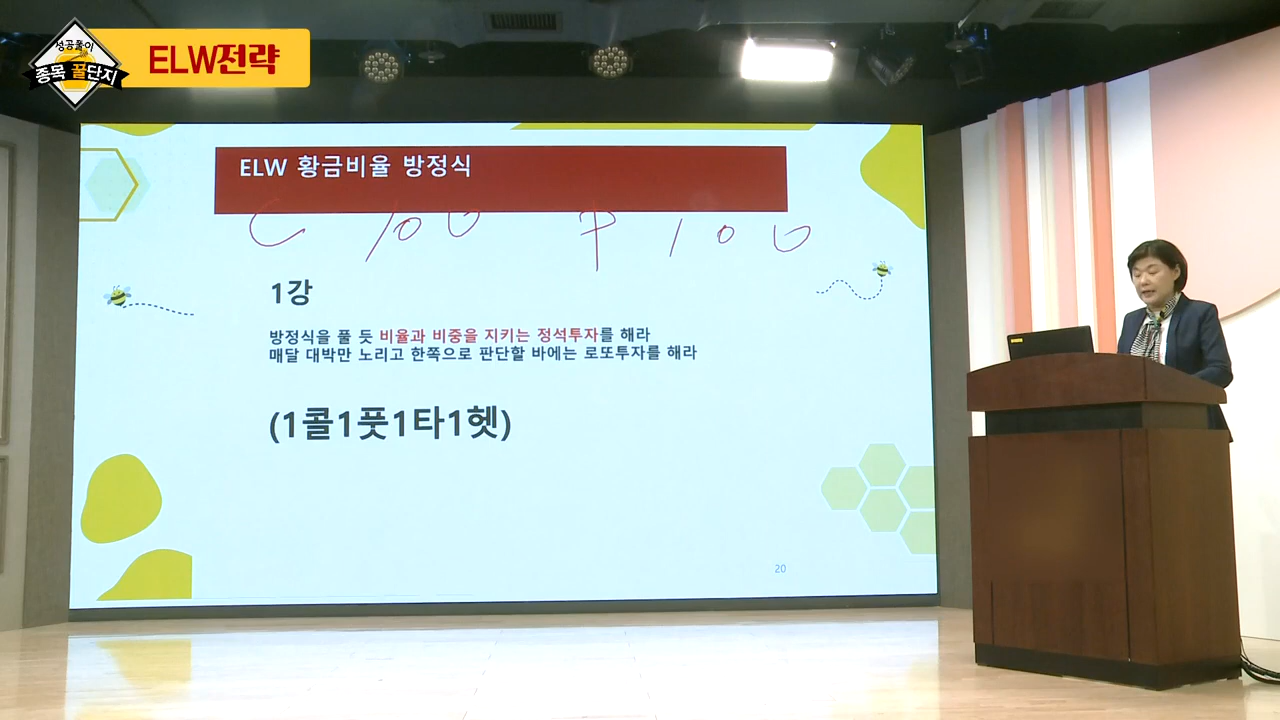 성공풀이
종목 꿀단지
ELW전략
ELW 황금비율 방정식
C 100 P 100
1강
방정식을 풀 듯 비율과 비중을 지키는 정석투자를 해라
매달 대박만 노리고 한쪽으로 판단할 바에는 로또투자를 해라
(1콜1풋1타1헷)
20